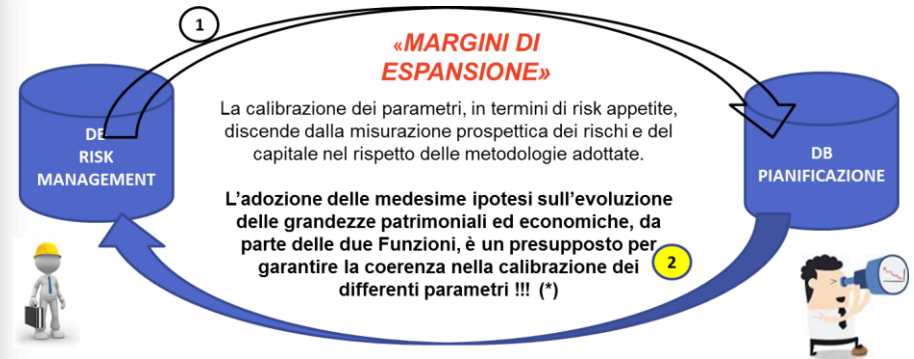 1
«MARGINI DI
ESPANSIONE»
La calibrazione dei parametri, in termini di risk appetite,
discende dalla misurazione prospettica dei rischi e del
capitale nel rispetto delle metodologie adottate.
L'adozione delle medesime ipotesi sull'evoluzione
delle grandezze patrimoniali ed economiche, da
parte delle due Funzioni, è un presupposto per
garantire la coerenza nella calibrazione dei
differenti parametri !!! (*)
2
RISK
MANAGEMENT
DB
PIANIFICAZIONE